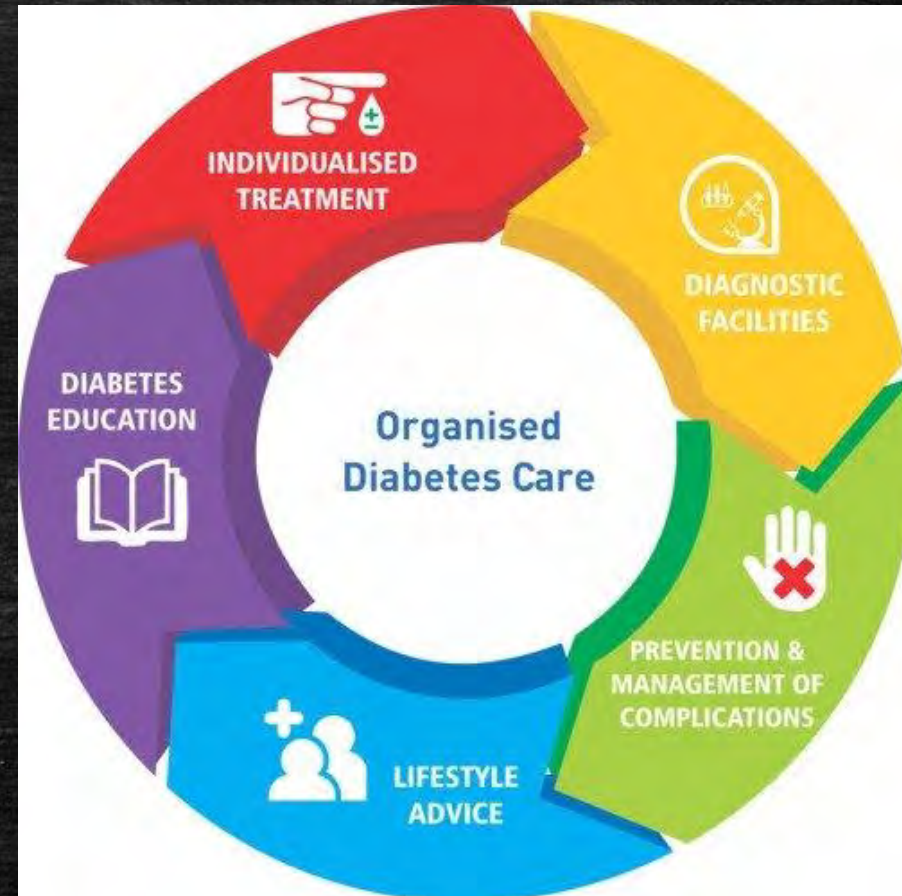 INDIVIDUALISED
TREATMENT
DIAGNOSTIC
FACILITIES
PREVENTION &
MANAGEMENT OF
COMPLICATIONS
LIFESTYLE
ADVICE
DIABETES
EDUCATION
Organised
Diabetes Care